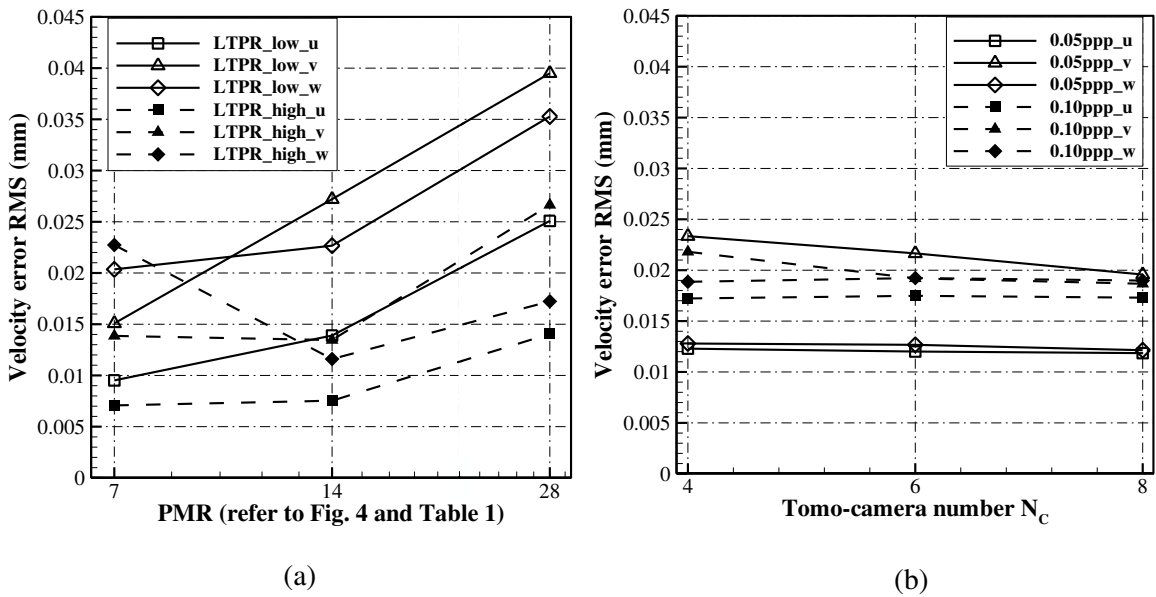 Velocity error RMS (mm)
0.045
0.04
0.035
0.03
0.025
0.02
0.015
0.01
0.005
0
LTPR_low_u
LTPR_low_v
LTPR_low_w
LTPR_high_u
LTPR_high_v
LTPR_high_w
7 14 28
PMR (refer to Fig. 4 and Table 1)
(a)
Velocity error RMS (mm)
0.045
0.04
0.035
0.03
0.025
0.02
0.015
0.01
0.005
0
0.05ppp_u
0.05ppp_v
0.05ppp_w
0.10ppp_u
0.10ppp_v
0.10ppp_w
4 6 8
Tomo-camera number N_C
(b)